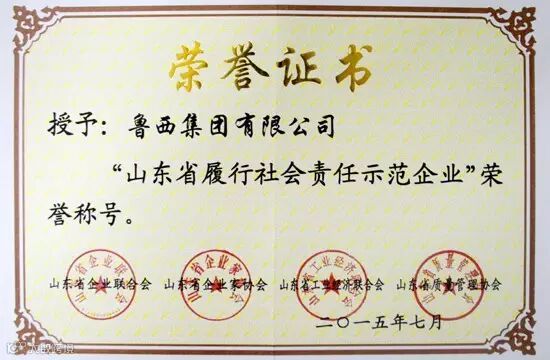 荣誉证书
授予：鲁西集团有限公司
“山东省履行社会责任示范企业”荣
誉称号。
山东省企业联合会 山东省企业家协会 山东省工业经济联合会 山东省质量管理协会
二〇一五年七月